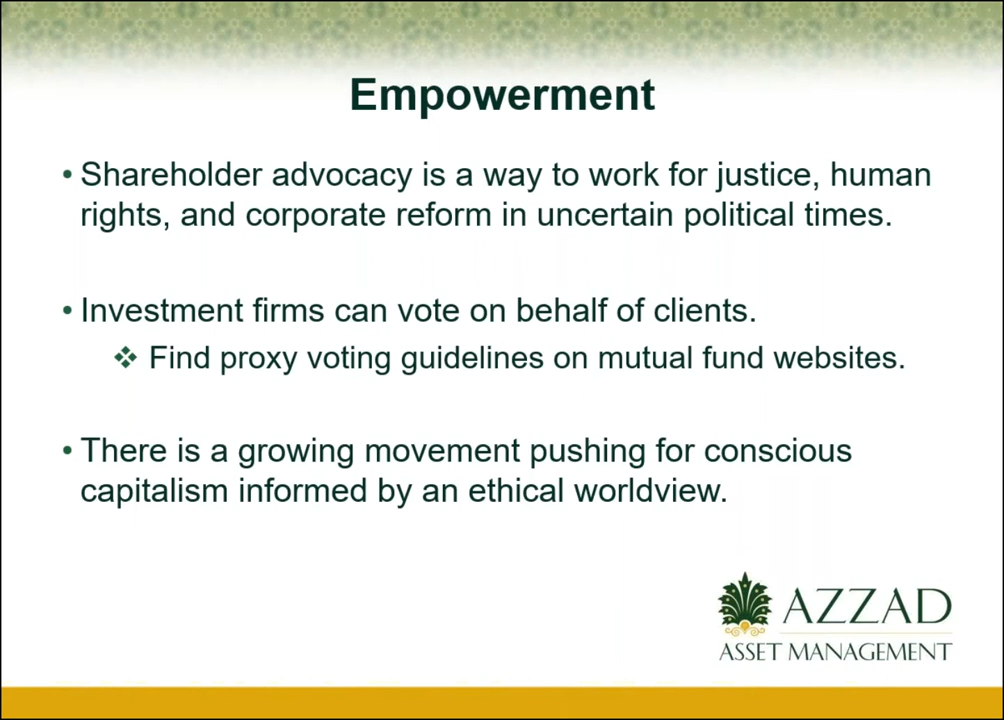 Empowerment
• Shareholder advocacy is a way to work for justice, human
rights, and corporate reform in uncertain political times.
• Investment firms can vote on behalf of clients.
❖ Find proxy voting guidelines on mutual fund websites.
• There is a growing movement pushing for conscious
capitalism informed by an ethical worldview.
AZZAD
ASSET MANAGEMENT